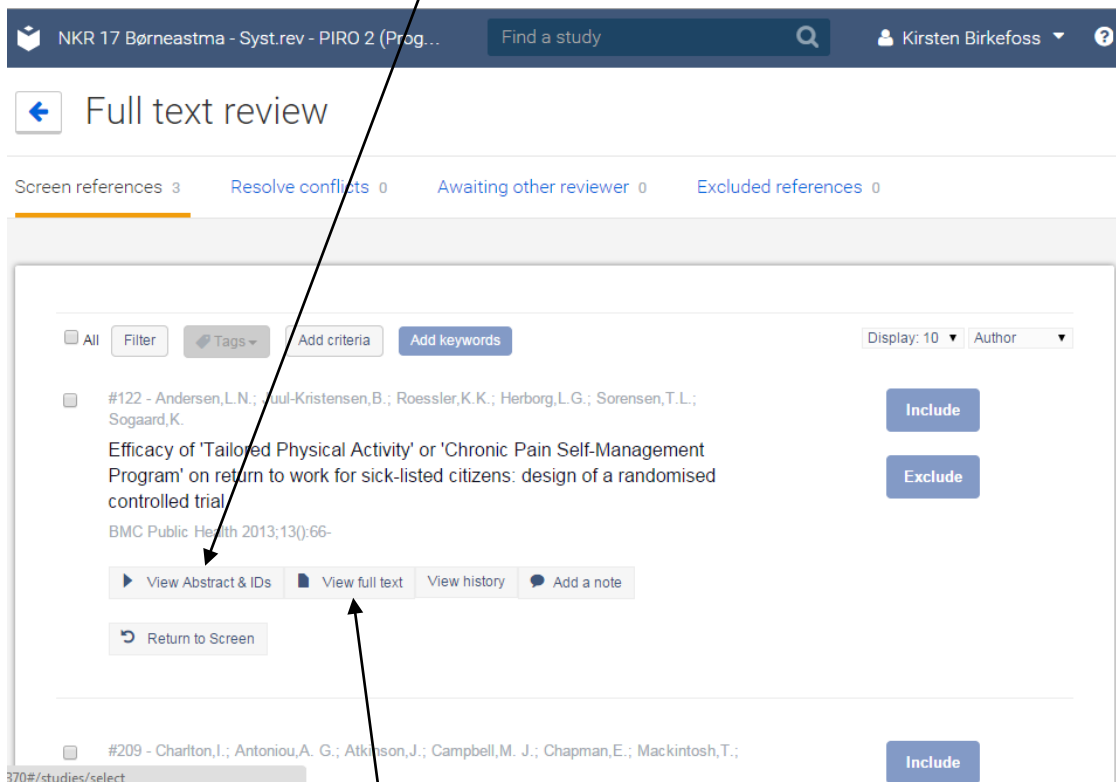 NKR 17 Børneastma - Syst.rev - PIRO 2 (Prog...
Find a study
Kirsten Birkefoss
?
Full text review
Screen references 3
Resolve conflicts 0
Awaiting other reviewer 0
Excluded references 0
All
Filter
Tags
Add criteria
Add keywords
Display: 10
Author
#122 - Andersen,L.N.; Juul-Kristensen,B.; Roessler,K.K.; Herborg,L.G.; Sorensen,T.L.;
Sogaard,K.
Include
Efficacy of 'Tailored Physical Activity' or 'Chronic Pain Self-Management
Program' on return to work for sick-listed citizens: design of a randomised
controlled trial
Exclude
BMC Public Health 2013;13():66-
View Abstract & IDs
View full text
View history
Add a note
Return to Screen
#209 - Charlton,I.; Antoniou,A. G.; Atkinson,J.; Campbell,M. J.; Chapman,E.; Mackintosh,T.;
Include
370#/studies/select